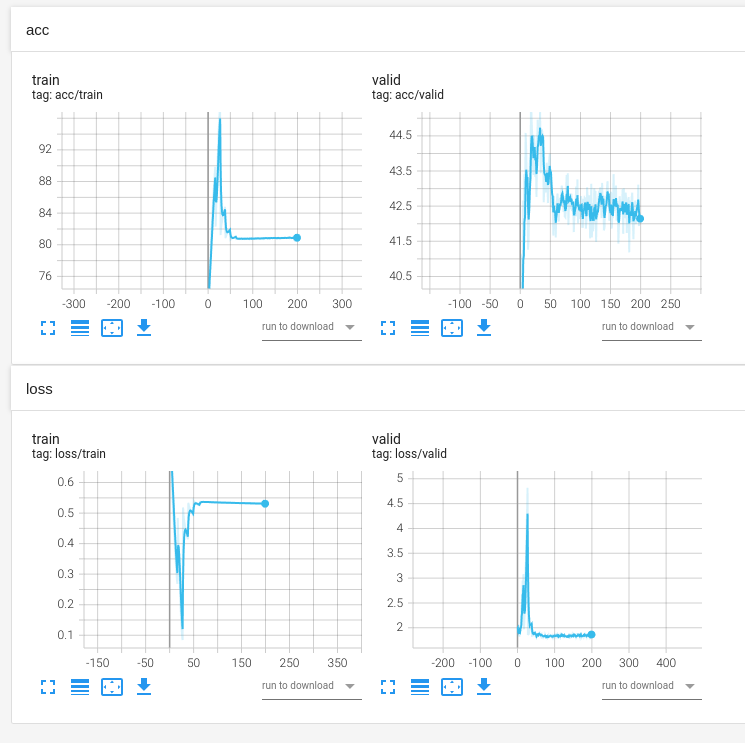 acc
train
tag: acc/train
92
88
84
80
76
-300 -200 -100 0 100 200 300
run to download
valid
tag: acc/valid
44.5
43.5
42.5
41.5
40.5
-100 -50 0 50 100 150 200 250
run to download
loss
train
tag: loss/train
0.6
0.5
0.4
0.3
0.2
0.1
-150 -50 50 150 250 350
run to download
valid
tag: loss/valid
5
4.5
4
3.5
3
2.5
2
-200 -100 0 100 200 300 400
run to download